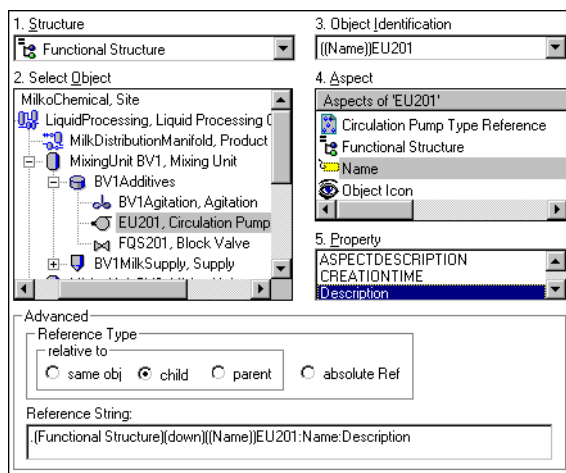 1. Structure
Functional Structure
2. Select Object
MilkoChemical, Site
LiquidProcessing, Liquid Processing
MilkDistributionManifold, Product
MixingUnit BV1, Mixing Unit
BV1Additives
BV1Agitation, Agitation
EU201, Circulation Pump
FQS201, Block Valve
BV1MilkSupply, Supply
3. Object Identification
((Name))EU201
4. Aspect
Aspects of 'EU201'
Circulation Pump Type Reference
Functional Structure
Name
Object Icon
5. Property
ASPECTDESCRIPTION
CREATIONTIME
Description
Advanced
Reference Type
relative to
same obj child parent absolute Ref
Reference String:
.(Functional Structure)(down)((Name))EU201:Name:Description